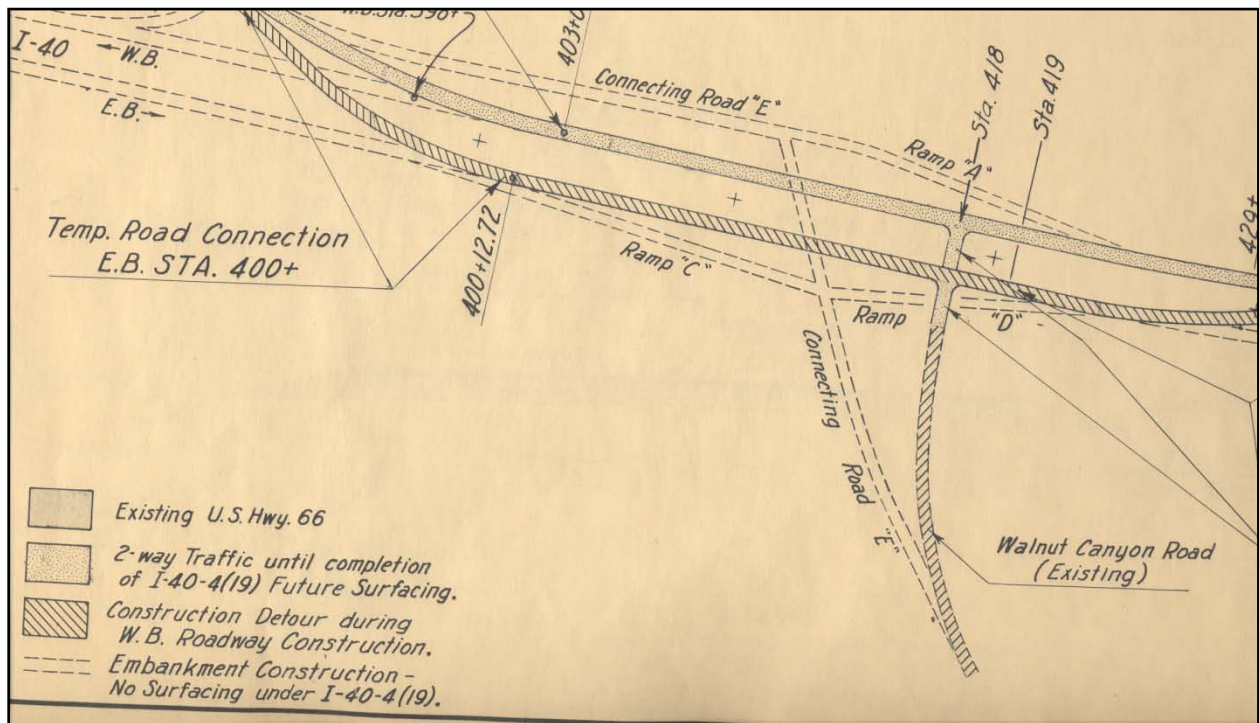 W.B. Sta. 398+
403+0
I-40
W.B.
E.B.
Connecting Road "E"
Sta. 418
Sta. 419
Ramp "A"
429+
Temp. Road Connection
E.B. STA. 400+
400+12.72
Ramp "C"
Ramp "D"
Connecting Road "E"
Walnut Canyon Road
(Existing)
Existing U.S. Hwy. 66
2-way Traffic until completion
of I-40-4(19) Future Surfacing.
Construction Detour during
W.B. Roadway Construction.
Embankment Construction -
No Surfacing under I-40-4(19).